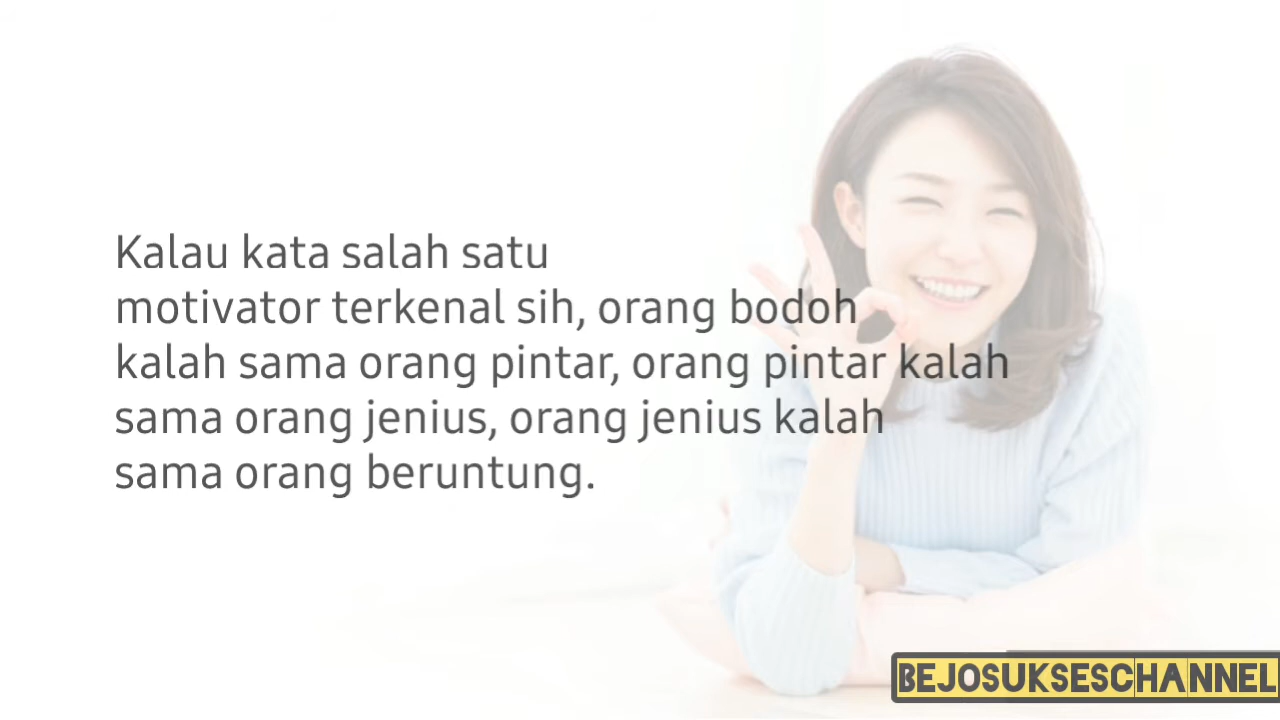 Kalau kata salah satu
motivator terkenal sih, orang bodoh
kalah sama orang pintar, orang pintar kalah
sama orang jenius, orang jenius kalah
sama orang beruntung.
BEJOSUKSESCHANNEL